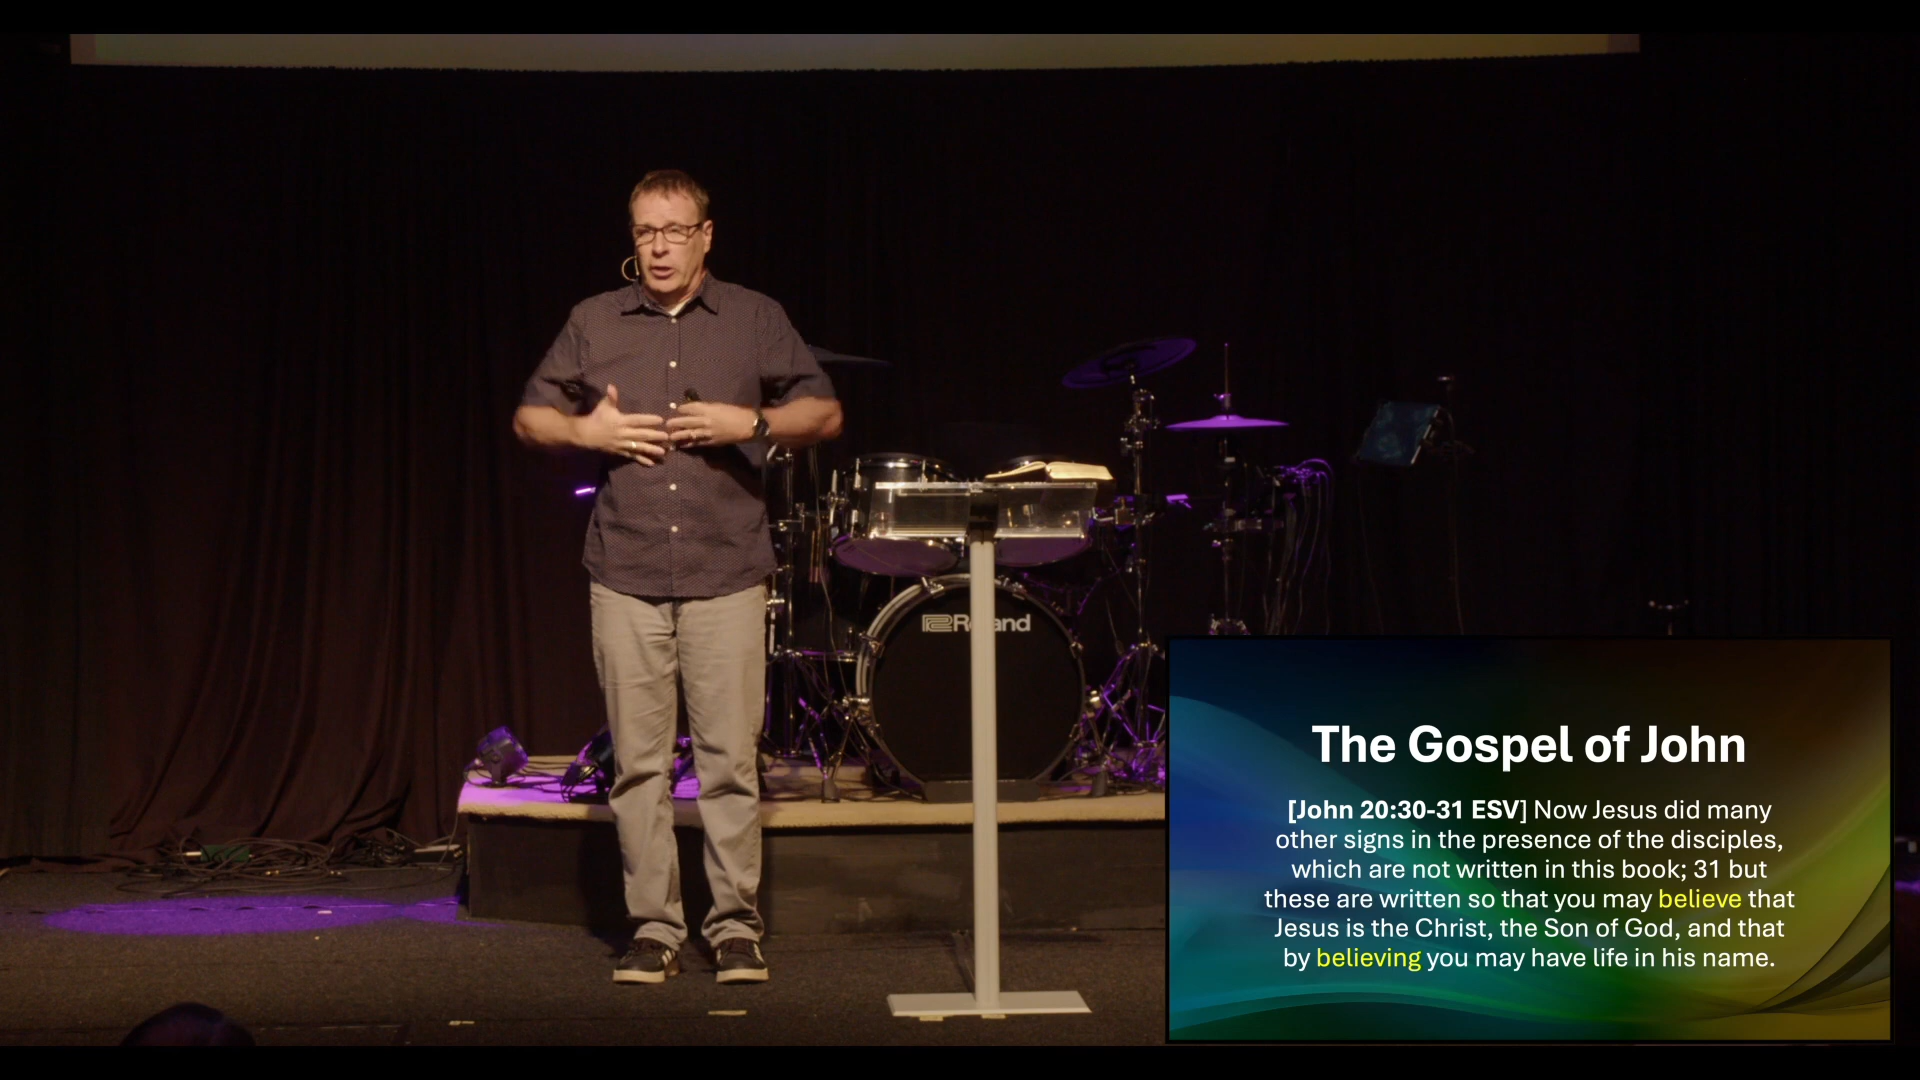 Roland
The Gospel of John
[John 20:30-31 ESV] Now Jesus did many
other signs in the presence of the disciples,
which are not written in this book; 31 but
these are written so that you may believe that
Jesus is the Christ, the Son of God, and that
by believing you may have life in his name.